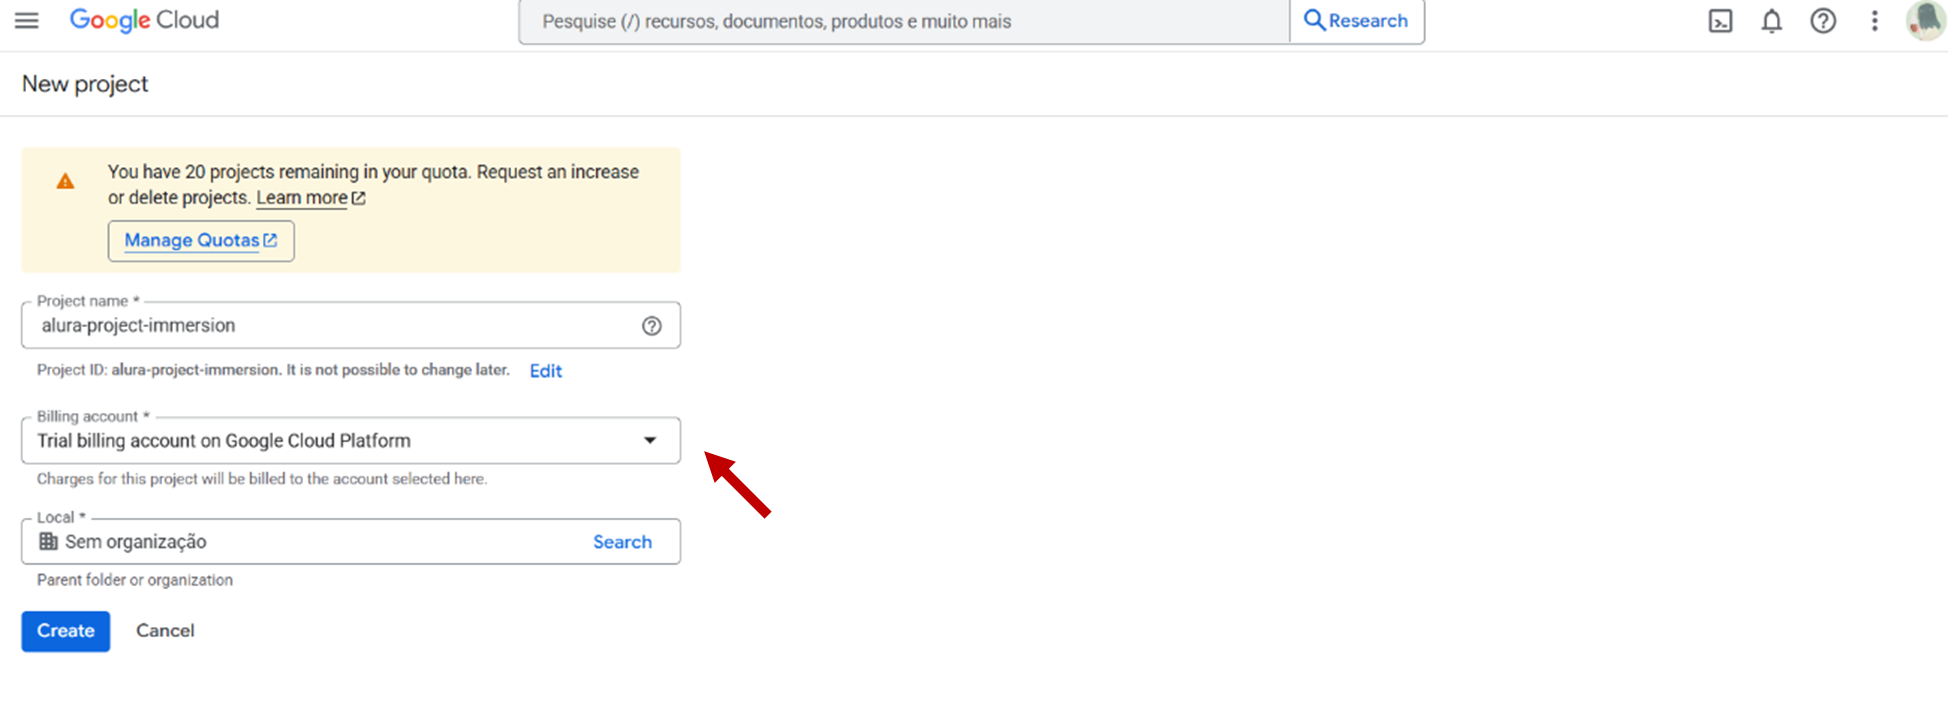 Google Cloud
Pesquise (/) recursos, documentos, produtos e muito mais
Research
New project
You have 20 projects remaining in your quota. Request an increase
or delete projects. Learn more
Manage Quotas
Project name *
alura-project-immersion
Project ID: alura-project-immersion. It is not possible to change later. Edit
Billing account *
Trial billing account on Google Cloud Platform
Charges for this project will be billed to the account selected here.
Local *
Sem organização
Search
Parent folder or organization
Create
Cancel